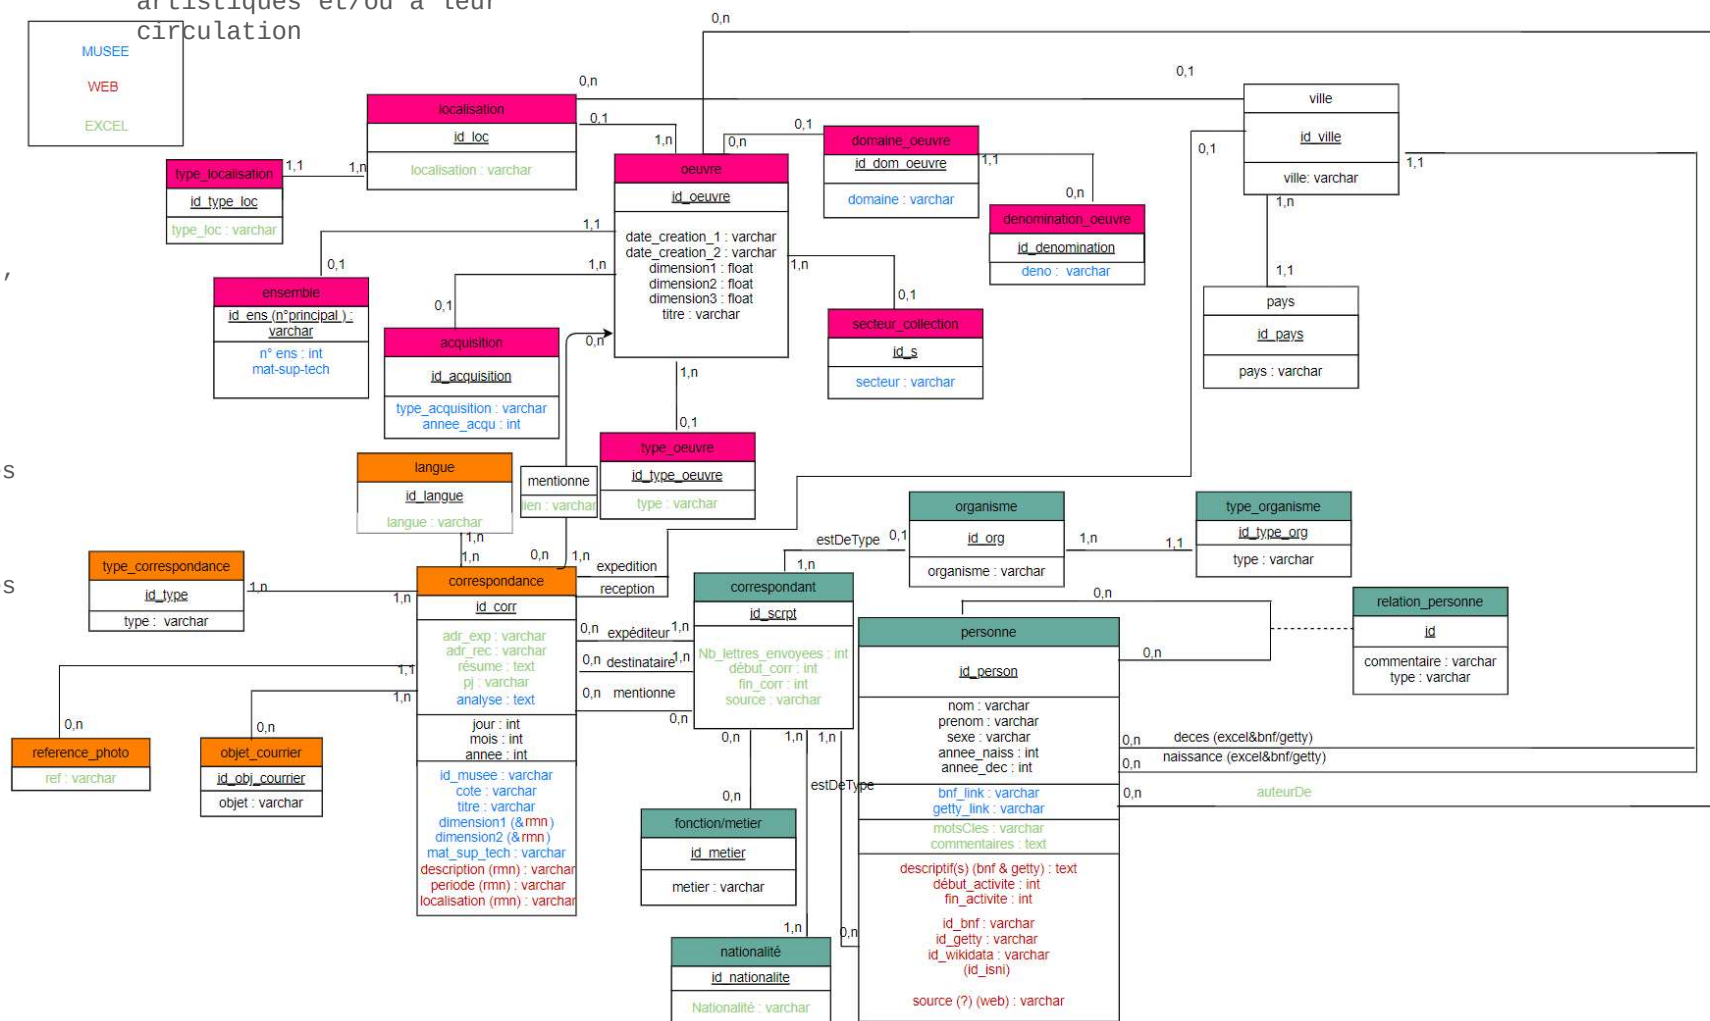 artistiques et/ou à leur
circulation
MUSEE
WEB
EXCEL
,
es
es
0,n
0,n
0,1
localisation
id_loc
localisation : varchar
0,1
1,n
1,1
1,n
type_localisation
id_type_loc
type_loc : varchar
oeuvre
id_oeuvre
date_creation_1 : varchar
date_creation_2 : varchar
dimension1 : float
dimension2 : float
dimension3 : float
titre : varchar
0,n
0,1
domaine_oeuvre
id_dom_oeuvre
domaine : varchar
1,1
0,n
denomination_oeuvre
id_denomination
deno : varchar
ville
id_ville
ville: varchar
0,1
1,1
1,n
1,1
pays
id_pays
pays : varchar
1,1
0,1
ensemble
id_ens (n°principal ) :
varchar
n° ens : int
mat-sup-tech
1,n
0,1
acquisition
id_acquisition
type_acquisition : varchar
annee_acqu : int
1,n
0,1
secteur_collection
id_s
secteur : varchar
0,n
1,n
0,1
type_oeuvre
id_type_oeuvre
type : varchar
langue
id_langue
langue : varchar
mentionne
lien : varchar
1,n
1,n
0,n
1,n
expedition
reception
type_correspondance
id_type
type : varchar
1,n
1,n
correspondance
id_corr
adr_exp : varchar
adr_rec : varchar
résume : text
pj : varchar
analyse : text
jour : int
mois : int
annee : int
id_musee : varchar
cote : varchar
titre : varchar
dimension1 (&rmn )
dimension2 (&rmn )
mat_sup_tech : varchar
description (rmn) : varchar
periode (rmn) : varchar
localisation (rmn) : varchar
1,1
0,n
reference_photo
ref : varchar
1,n
0,n
objet_courrier
id_obj_courrier
objet : varchar
0,n expéditeur 1,n
0,n destinataire 1,n
0,n mentionne
0,n
correspondant
id_scrpt
Nb_lettres_envoyees : int
début_corr : int
fin_corr : int
source : varchar
estDeType
0,1
1,n
organisme
id_org
organisme : varchar
1,n
1,1
type_organisme
id_type_org
type : varchar
0,n
1,n
1,n
estDeType
0,n
fonction/metier
id_metier
metier : varchar
1,n
0,n
nationalité
id_nationalite
Nationalité : varchar
personne
id_person
nom : varchar
prenom : varchar
sexe : varchar
annee_naiss : int
annee_dec : int
bnf_link : varchar
getty_link : varchar
motsCles : varchar
commentaires : text
descriptif(s) (bnf & getty) : text
début_activite : int
fin_activite : int
id_bnf : varchar
id_getty : varchar
id_wikidata : varchar
(id_isni)
source (?) (web) : varchar
0,n
0,n
relation_personne
id
commentaire : varchar
type : varchar
0,n deces (excel&bnf/getty)
naissance (excel&bnf/getty)
0,n
0,n auteurDe